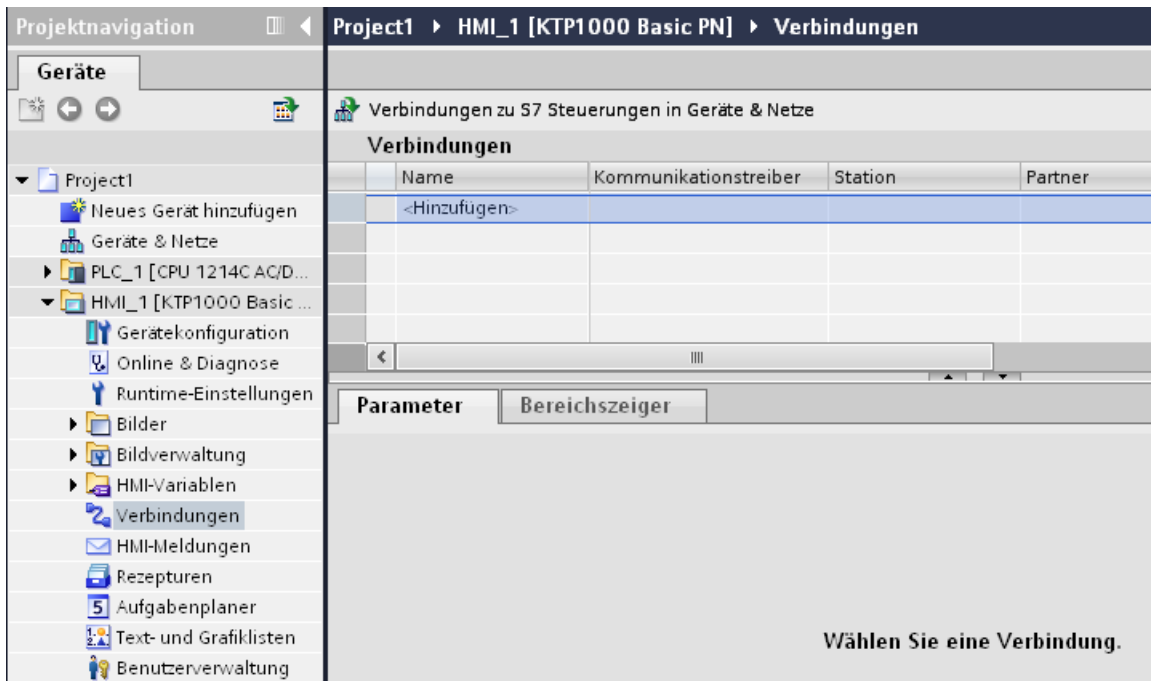 Projektnavigation
Project1 ▸ HMI_1 [KTP1000 Basic PN] ▸ Verbindungen
Geräte
Verbindungen zu S7 Steuerungen in Geräte & Netze
Verbindungen
Name Kommunikationstreiber Station Partner
<Hinzufügen>
Project1
Neues Gerät hinzufügen
Geräte & Netze
PLC_1 [CPU 1214C AC/D...
HMI_1 [KTP1000 Basic ...
Gerätekonfiguration
Online & Diagnose
Runtime-Einstellungen
Bilder
Bildverwaltung
HMI-Variablen
Verbindungen
HMI-Meldungen
Rezepturen
Aufgabenplaner
Text- und Grafiklisten
Benutzerverwaltung
Parameter Bereichszeiger
Wählen Sie eine Verbindung.